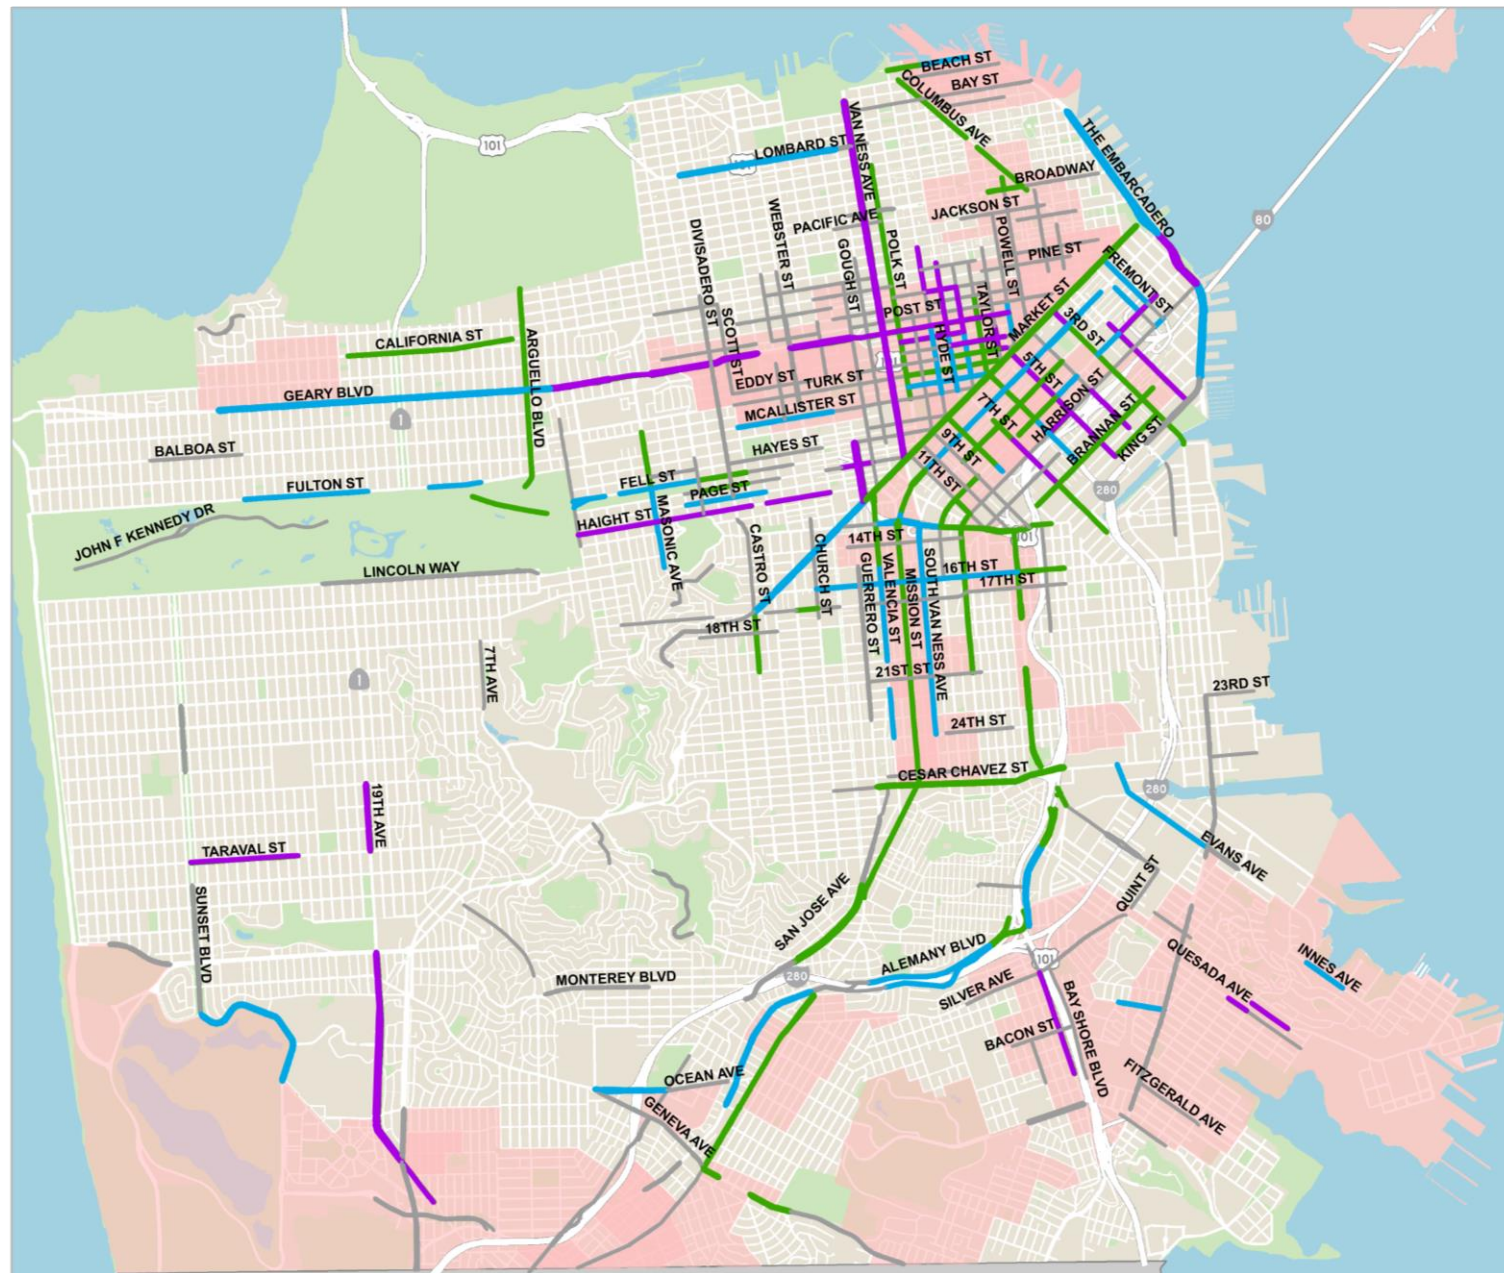 BEACH ST
BAY ST
COLUMBUS AVE
VAN NESS AVE
THE EMBARCADERO
101
LOMBARD ST
101
BROADWAY
JACKSON ST
PACIFIC AVE
WEBSTER ST
DIVISADERO ST
GOUGH ST
POLK ST
POWELL ST
PINE ST
80
FREMONT ST
TAYLOR ST
MARKET ST
POST ST
3RD ST
SCOTT ST
HYDE ST
CALIFORNIA ST
ARGUELLO BLVD
101
5TH ST
EDDY ST
TURK ST
GEARY BLVD
HARRISON ST
MCALLISTER ST
7TH ST
BRANNAN ST
KING ST
1
BALBOA ST
HAYES ST
9TH ST
11TH ST
FULTON ST
FELL ST
PAGE ST
280
JOHN F KENNEDY DR
HAIGHT ST
MASONIC AVE
CASTRO ST
CHURCH ST
14TH ST
101
GUERRERO ST
VALENCIA ST
MISSION ST
SOUTH VAN NESS AVE
16TH ST
17TH ST
LINCOLN WAY
18TH ST
7TH AVE
21ST ST
1
23RD ST
24TH ST
CESAR CHAVEZ ST
280
19TH AVE
TARAVAL ST
EVANS AVE
SUNSET BLVD
SAN JOSE AVE
QUINT ST
ALEMANY BLVD
101
QUESADA AVE
INNES AVE
MONTEREY BLVD
280
SILVER AVE
BAY SHORE BLVD
BACON ST
OCEAN AVE
GENEVA AVE
FITZGERALD AVE